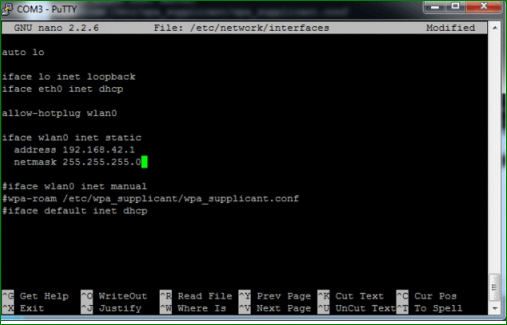 COM3 - PuTTY
GNU nano 2.2.6 File: /etc/network/interfaces Modified
auto lo
iface lo inet loopback
iface eth0 inet dhcp
allow-hotplug wlan0
iface wlan0 inet static
address 192.168.42.1
netmask 255.255.255.0
#iface wlan0 inet manual
#wpa-roam /etc/wpa_supplicant/wpa_supplicant.conf
#iface default inet dhcp
^G Get Help ^O WriteOut ^R Read File ^Y Prev Page ^K Cut Text ^C Cur Pos
^X Exit ^J Justify ^W Where Is ^V Next Page ^U UnCut Text ^T To Spell